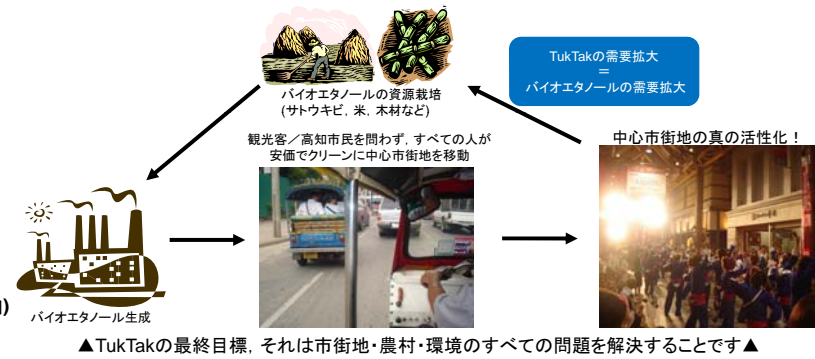 TukTakの需要拡大
＝
バイオエタノールの需要拡大
バイオエタノールの資源栽培
(サトウキビ，米，木材など)
観光客／高知市民を問わず，すべての人が
安価でクリーンに中心市街地を移動
中心市街地の真の活性化！
バイオエタノール生成
▲TukTakの最終目標，それは市街地・農村・環境のすべての問題を解決することです▲